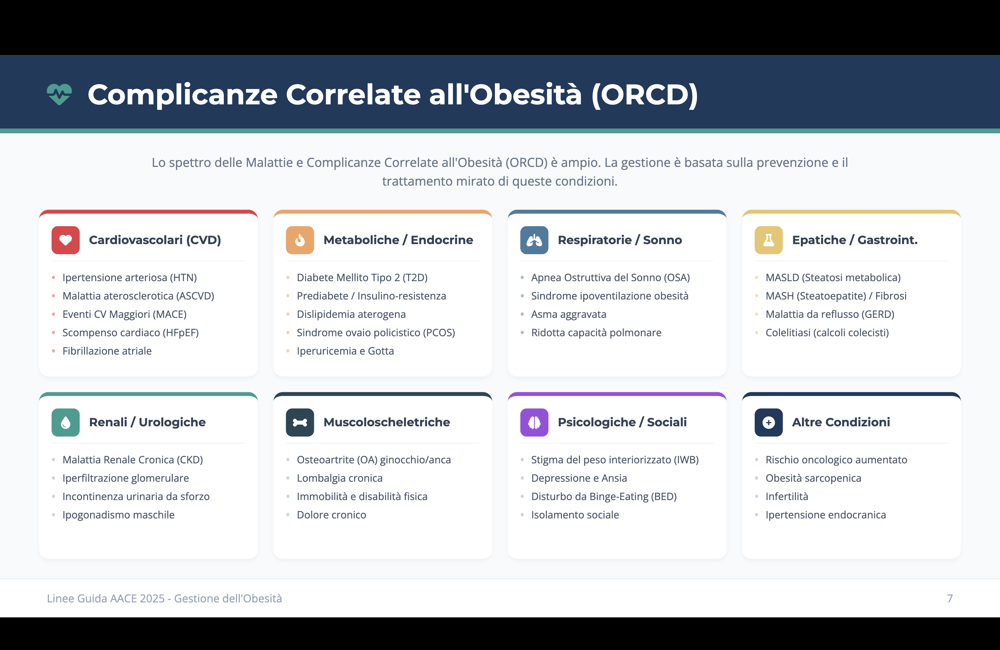 Complicanze Correlate all'Obesità (ORCD)
Lo spettro delle Malattie e Complicanze Correlate all'Obesità (ORCD) è ampio. La gestione è basata sulla prevenzione e il
trattamento mirato di queste condizioni.
Cardiovascolari (CVD)
• Ipertensione arteriosa (HTN)
• Malattia aterosclerotica (ASCVD)
• Eventi CV Maggiori (MACE)
• Scompenso cardiaco (HFpEF)
• Fibrillazione atriale
Metaboliche / Endocrine
• Diabete Mellito Tipo 2 (T2D)
• Prediabete / Insulino-resistenza
• Dislipidemia aterogena
• Sindrome ovaio policistico (PCOS)
• Iperuricemia e Gotta
Respiratorie / Sonno
• Apnea Ostruttiva del Sonno (OSA)
• Sindrome ipoventilazione obesità
• Asma aggravata
• Ridotta capacità polmonare
Epatiche / Gastroint.
• MASLD (Steatosi metabolica)
• MASH (Steatoepatite) / Fibrosi
• Malattia da reflusso (GERD)
• Colelitiasi (calcoli colecisti)
Renali / Urologiche
• Malattia Renale Cronica (CKD)
• Iperfiltrazione glomerulare
• Incontinenza urinaria da sforzo
• Ipogonadismo maschile
Muscoloscheletriche
• Osteoartrite (OA) ginocchio/anca
• Lombalgia cronica
• Immobilità e disabilità fisica
• Dolore cronico
Psicologiche / Sociali
• Stigma del peso interiorizzato (IWB)
• Depressione e Ansia
• Disturbo da Binge-Eating (BED)
• Isolamento sociale
Altre Condizioni
• Rischio oncologico aumentato
• Obesità sarcopenica
• Infertilità
• Ipertensione endocranica
Linee Guida AACE 2025 - Gestione dell'Obesità
7